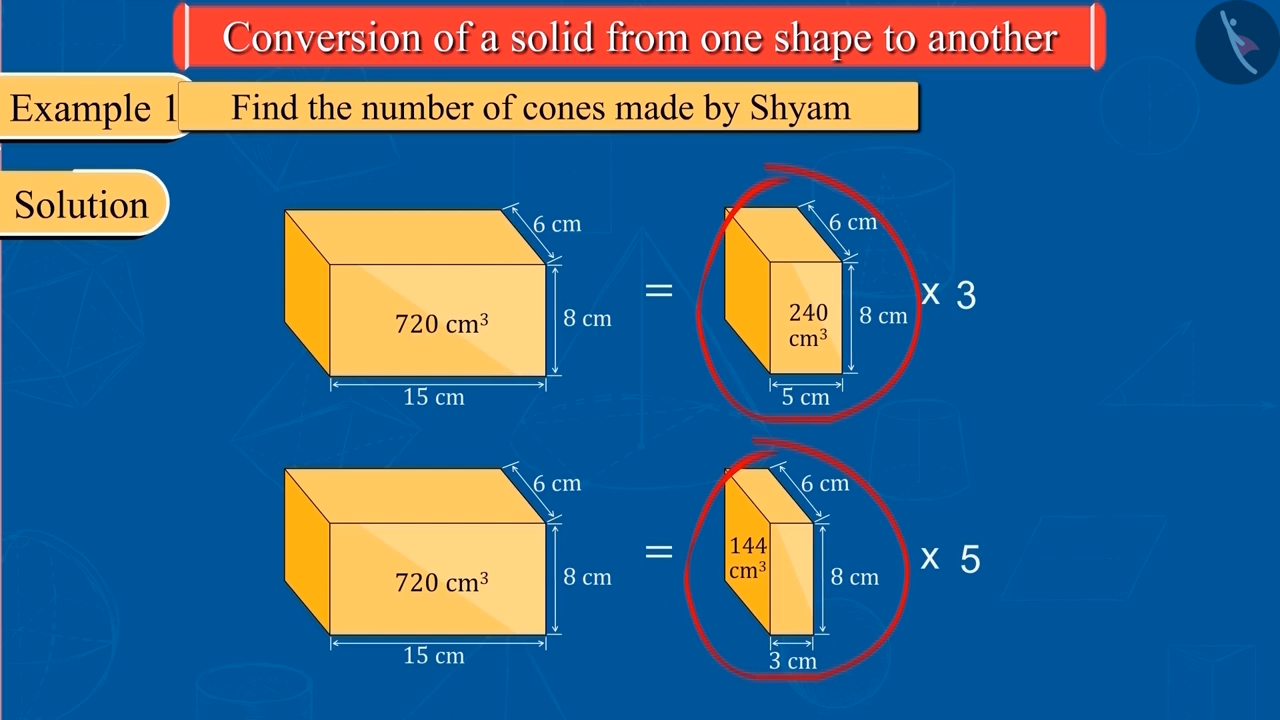 Conversion of a solid from one shape to another
Example 1
Find the number of cones made by Shyam
Solution
6 cm
720 cm³
8 cm
15 cm
=
6 cm
240
cm³
8 cm
5 cm
x 3
6 cm
720 cm³
8 cm
15 cm
=
6 cm
144
cm³
8 cm
3 cm
x 5